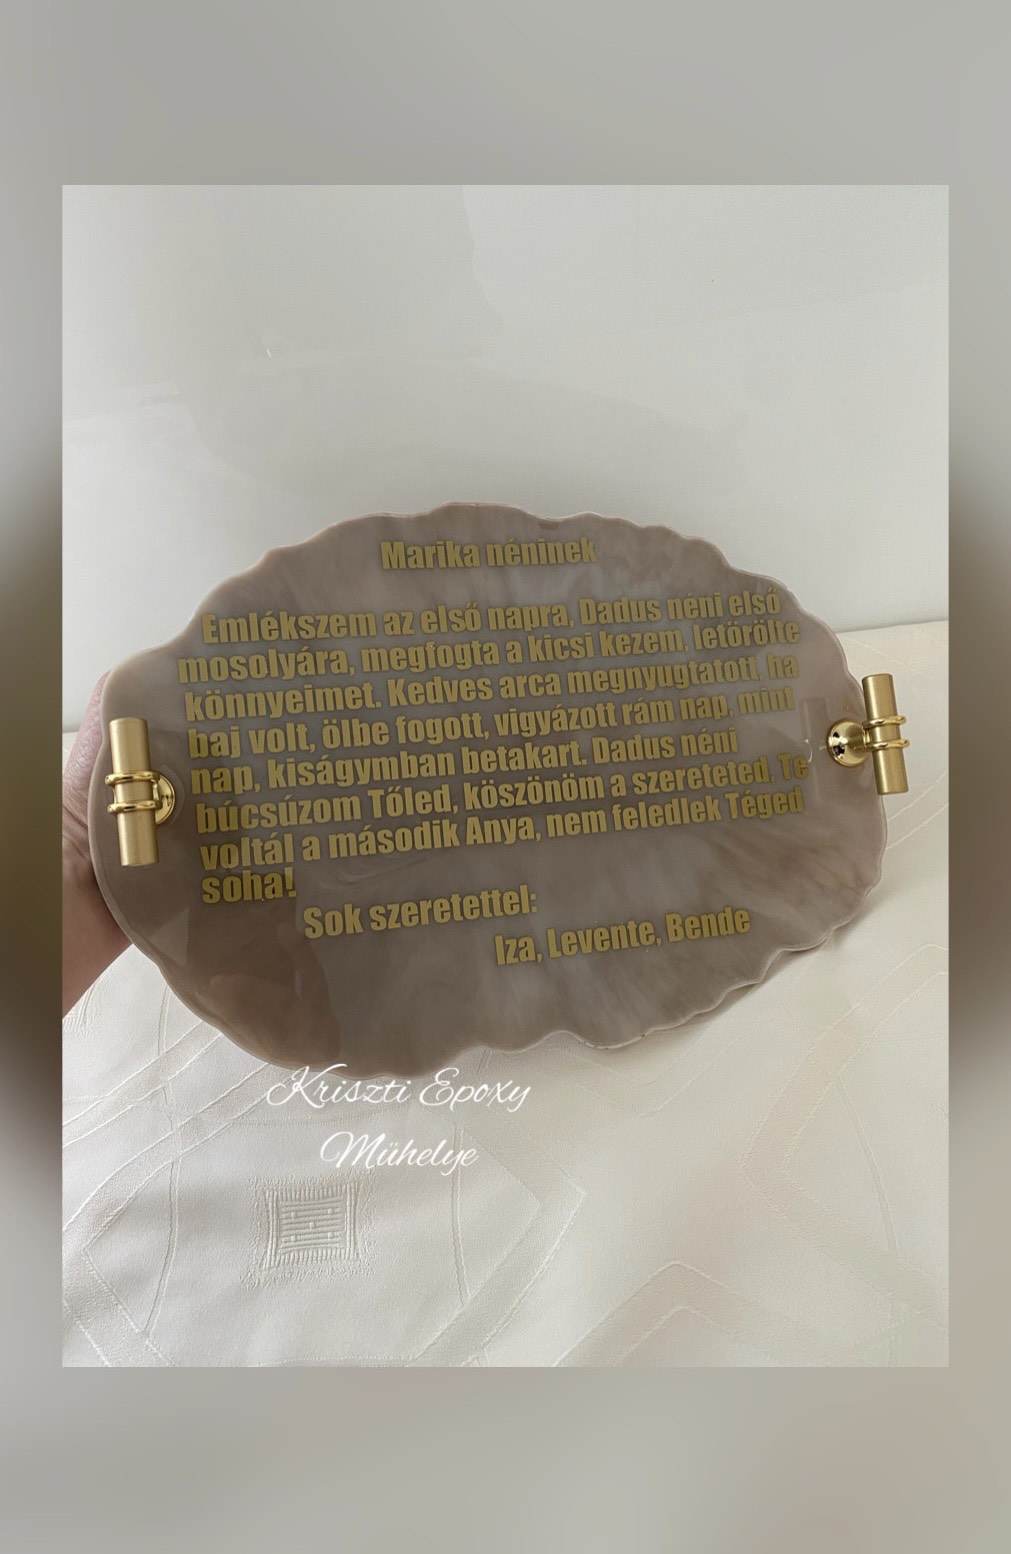 Marika néninek
Emlékszem az első napra, Dadus néni első
mosolyára, megfogta a kicsi kezem, letörölte
könnyeimet. Kedves arca megnyugtatott, ha
baj volt, ölbe fogott, vigyázott rám nap, mint
nap, kiságymban betakart. Dadus néni
búcsúzom Tőled, köszönöm a szereteted, Te
voltál a második Anya, nem feledlek Téged
soha!
Sok szeretettel:
Iza, Levente, Bende
Kriszti Epoxy
Mühelye